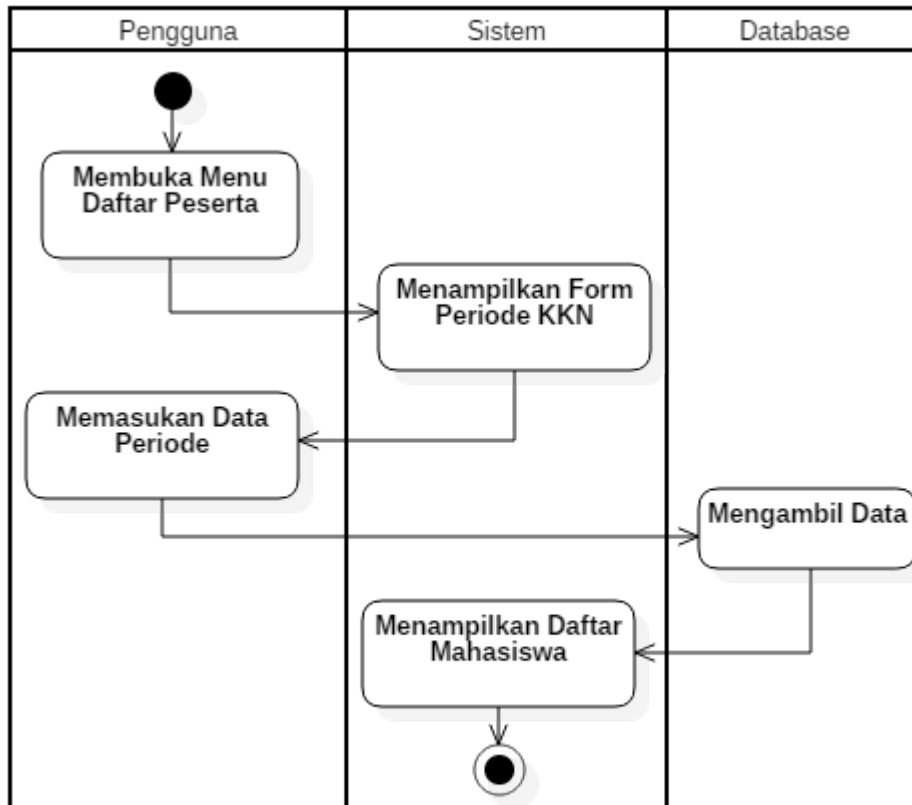 Pengguna
Sistem
Database
Membuka Menu
Daftar Peserta
Menampilkan Form
Periode KKN
Memasukan Data
Periode
Mengambil Data
Menampilkan Daftar
Mahasiswa